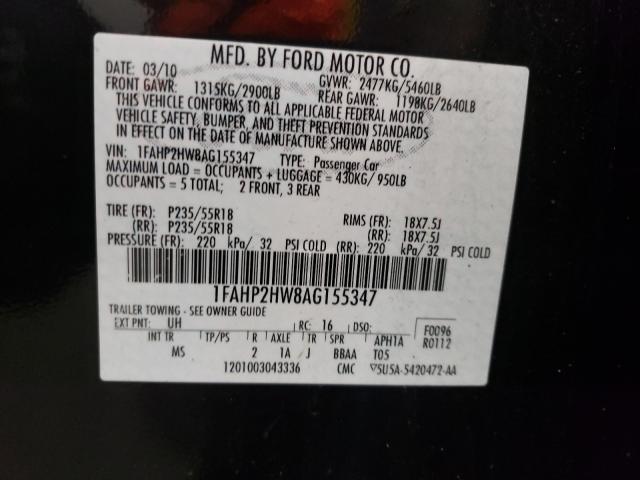 MFD. BY FORD MOTOR CO.
DATE: 03/10 GVWR: 2477KG/5460LB
FRONT GAWR: 1315KG/2900LB REAR GAWR: 1198KG/2640LB
THIS VEHICLE CONFORMS TO ALL APPLICABLE FEDERAL MOTOR
VEHICLE SAFETY, BUMPER, AND THEFT PREVENTION STANDARDS
IN EFFECT ON THE DATE OF MANUFACTURE SHOWN ABOVE.
VIN: 1FAHP2HW8AG155347 TYPE: Passenger Car
MAXIMUM LOAD = OCCUPANTS + LUGGAGE = 430KG/950LB
OCCUPANTS = 5 TOTAL; 2 FRONT, 3 REAR
TIRE (FR): P235/55R18 RIMS (FR): 18X7.5J
(RR): P235/55R18 (RR): 18X7.5J
PRESSURE (FR): 220 kPa/ 32 PSI COLD (RR): 220 kPa/ 32 PSI COLD
1FAHP2HW8AG155347
TRAILER TOWING - SEE OWNER GUIDE
EXT PNT: UH RC: 16 DSO: F0096
R0112
INT TR TP/PS R AXLE TR SPR APH1A
MS 2 1A J BBAA T05
1201003043336 CMC 5U5A-5420472-AA